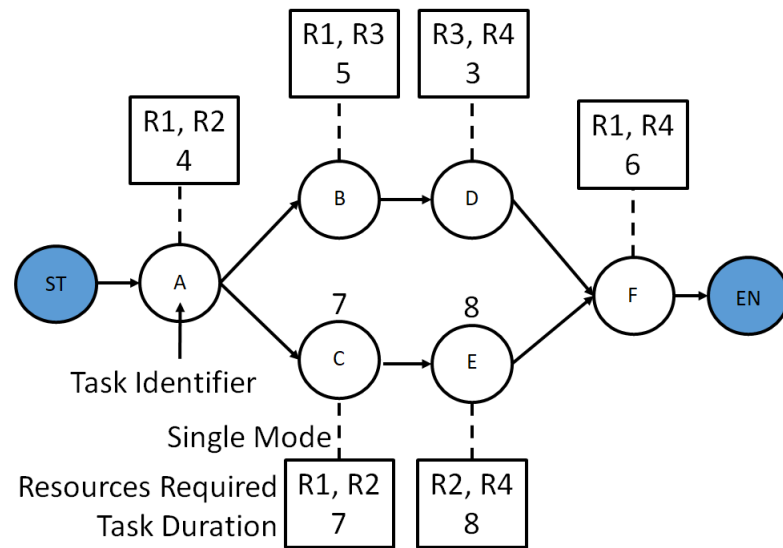 R1, R3
5
R3, R4
3
R1, R2
4
R1, R4
6
B
D
ST
A
F
EN
7
8
C
E
Task Identifier
Single Mode
Resources Required
Task Duration
R1, R2
7
R2, R4
8